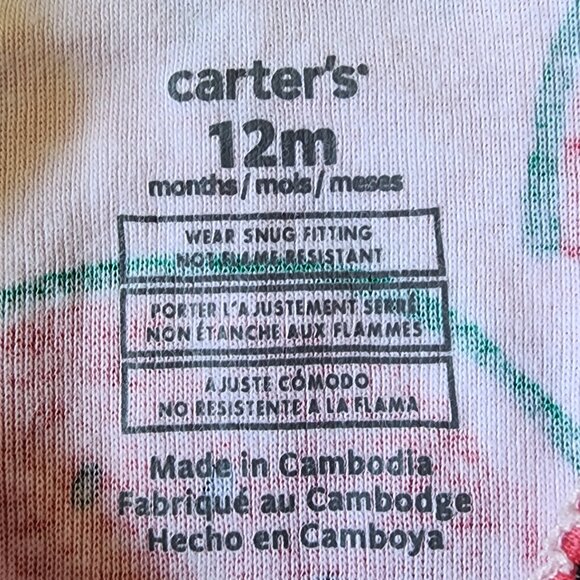 carter's
12m
months/mois/meses
WEAR SNUG FITTING
NOT FLAME RESISTANT
PORTER L'AJUSTEMENT SERRÉ
NON ÉTANCHE AUX FLAMMES
AJUSTE CÓMODO
NO RESISTENTE A LA FLAMA
Made in Cambodia
Fabriqué au Cambodge
Hecho en Camboya